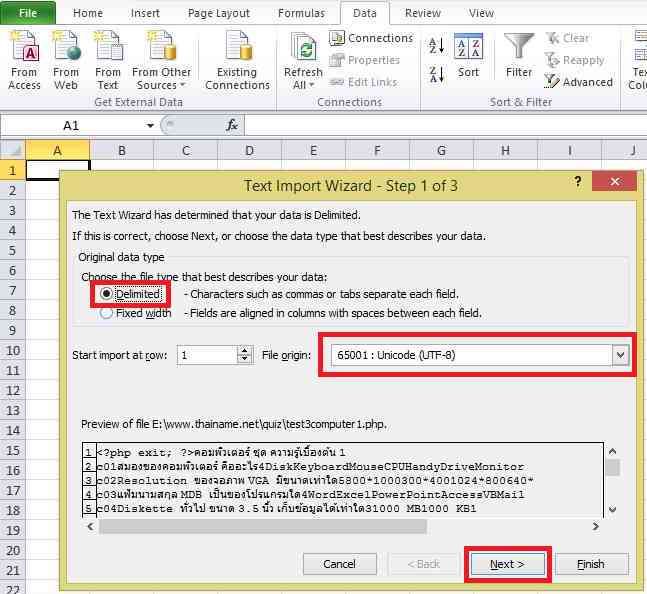 File Home Insert Page Layout Formulas Data Review View
From Access From Web From Text From Other Sources Existing Connections Refresh All Connections Properties Edit Links Sort Filter Clear Reapply Advanced
Get External Data Connections Sort & Filter
A1 fx
A B C D E F G H I J
1
Text Import Wizard - Step 1 of 3 ? x
2
The Text Wizard has determined that your data is Delimited.
3
If this is correct, choose Next, or choose the data type that best describes your data.
4
5
Original data type
6
Choose the file type that best describes your data:
7
Delimited - Characters such as commas or tabs separate each field.
8
Fixed width - Fields are aligned in columns with spaces between each field.
9
10
Start import at row: 1 File origin: 65001 : Unicode (UTF-8)
11
12
13
Preview of file E:\www.thainame.net\quiz\test3computer1.php.
14
15
1 <?php exit; ?>คอมพิวเตอร์ ชุด ความรู้เบื้องต้น 1
16
2 c01สมองของคอมพิวเตอร์ คืออะไร4DiskKeyboardMouseCPUHandyDriveMonitor
3 c02Resolution ของจอภาพ VGA มีขนาดเท่าใด5800*1000300*4001024*800640*
17
4 c03แฟ้มนามสกุล MDB เป็นของโปรแกรมใด4WordExcelPowerPointAccessVBMail
18
5 c04Diskette ทั่วไป ขนาด 3.5 นิ้ว เก็บข้อมูลได้เท่าใด31000 MB1000 KB1
19
20
Cancel < Back Next > Finish
21
22